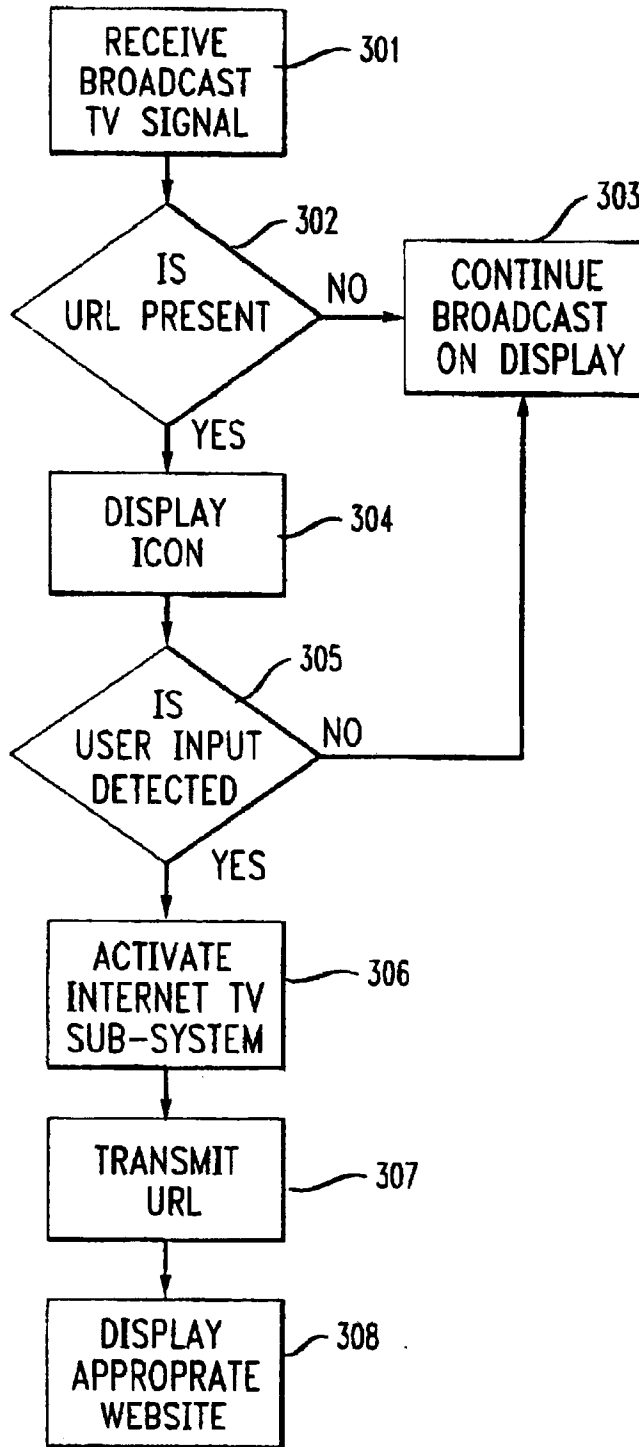 RECEIVE
BROADCAST
TV SIGNAL
301
IS
URL PRESENT
302
NO
303
CONTINUE
BROADCAST
ON DISPLAY
YES
DISPLAY
ICON
304
IS
USER INPUT
DETECTED
305
NO
YES
ACTIVATE
INTERNET TV
SUB-SYSTEM
306
TRANSMIT
URL
307
DISPLAY
APPROPRATE
WEBSITE
308